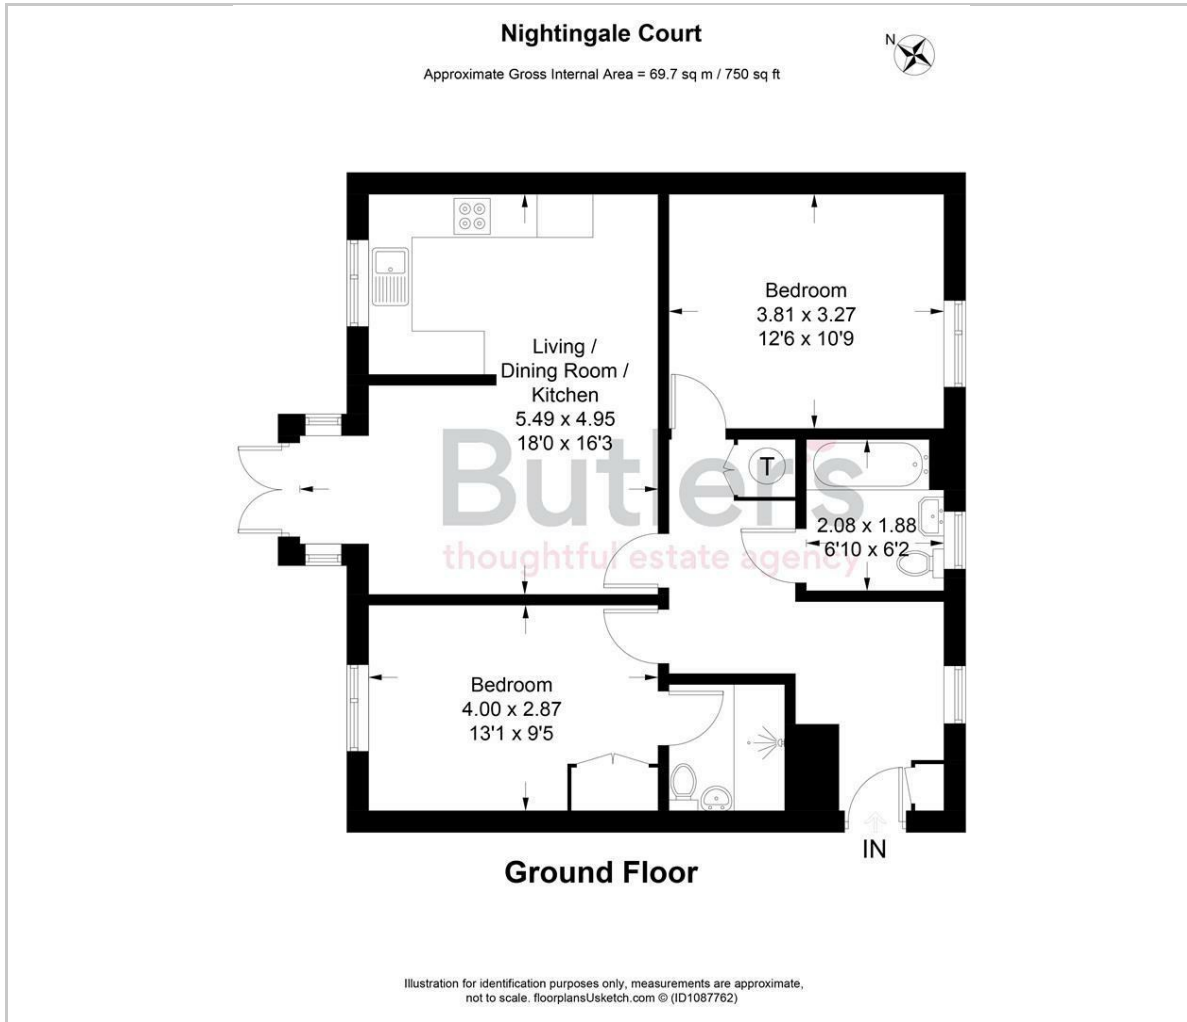 Nightingale Court
N
Approximate Gross Internal Area = 69.7 sq m / 750 sq ft
Living /
Dining Room /
Kitchen
5.49 x 4.95
18'0 x 16'3
Bedroom
3.81 x 3.27
12'6 x 10'9
T
Butlers
thoughtful estate agency
2.08 x 1.88
6'10 x 6'2
Bedroom
4.00 x 2.87
13'1 x 9'5
IN
Ground Floor
Illustration for identification purposes only, measurements are approximate,
not to scale. floorplansUsketch.com © (ID1087762)